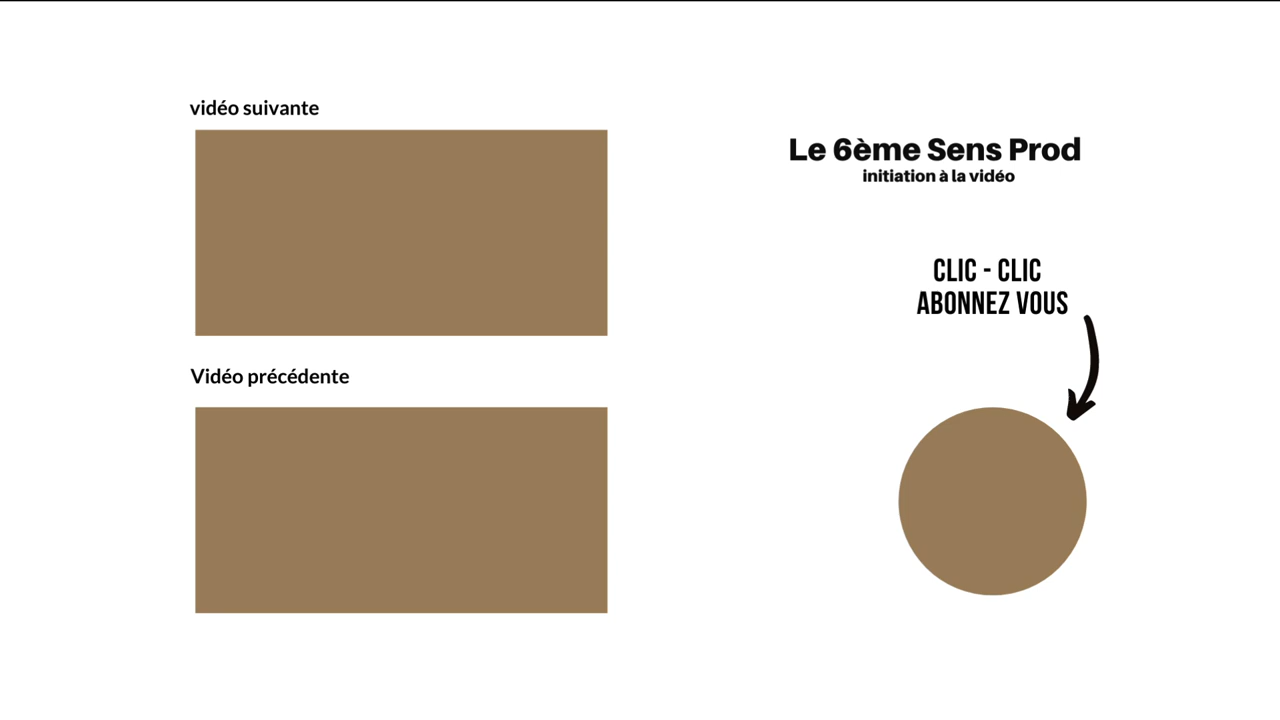 vidéo suivante
Vidéo précédente
Le 6ème Sens Prod
initiation à la vidéo
CLIC - CLIC
ABONNEZ VOUS